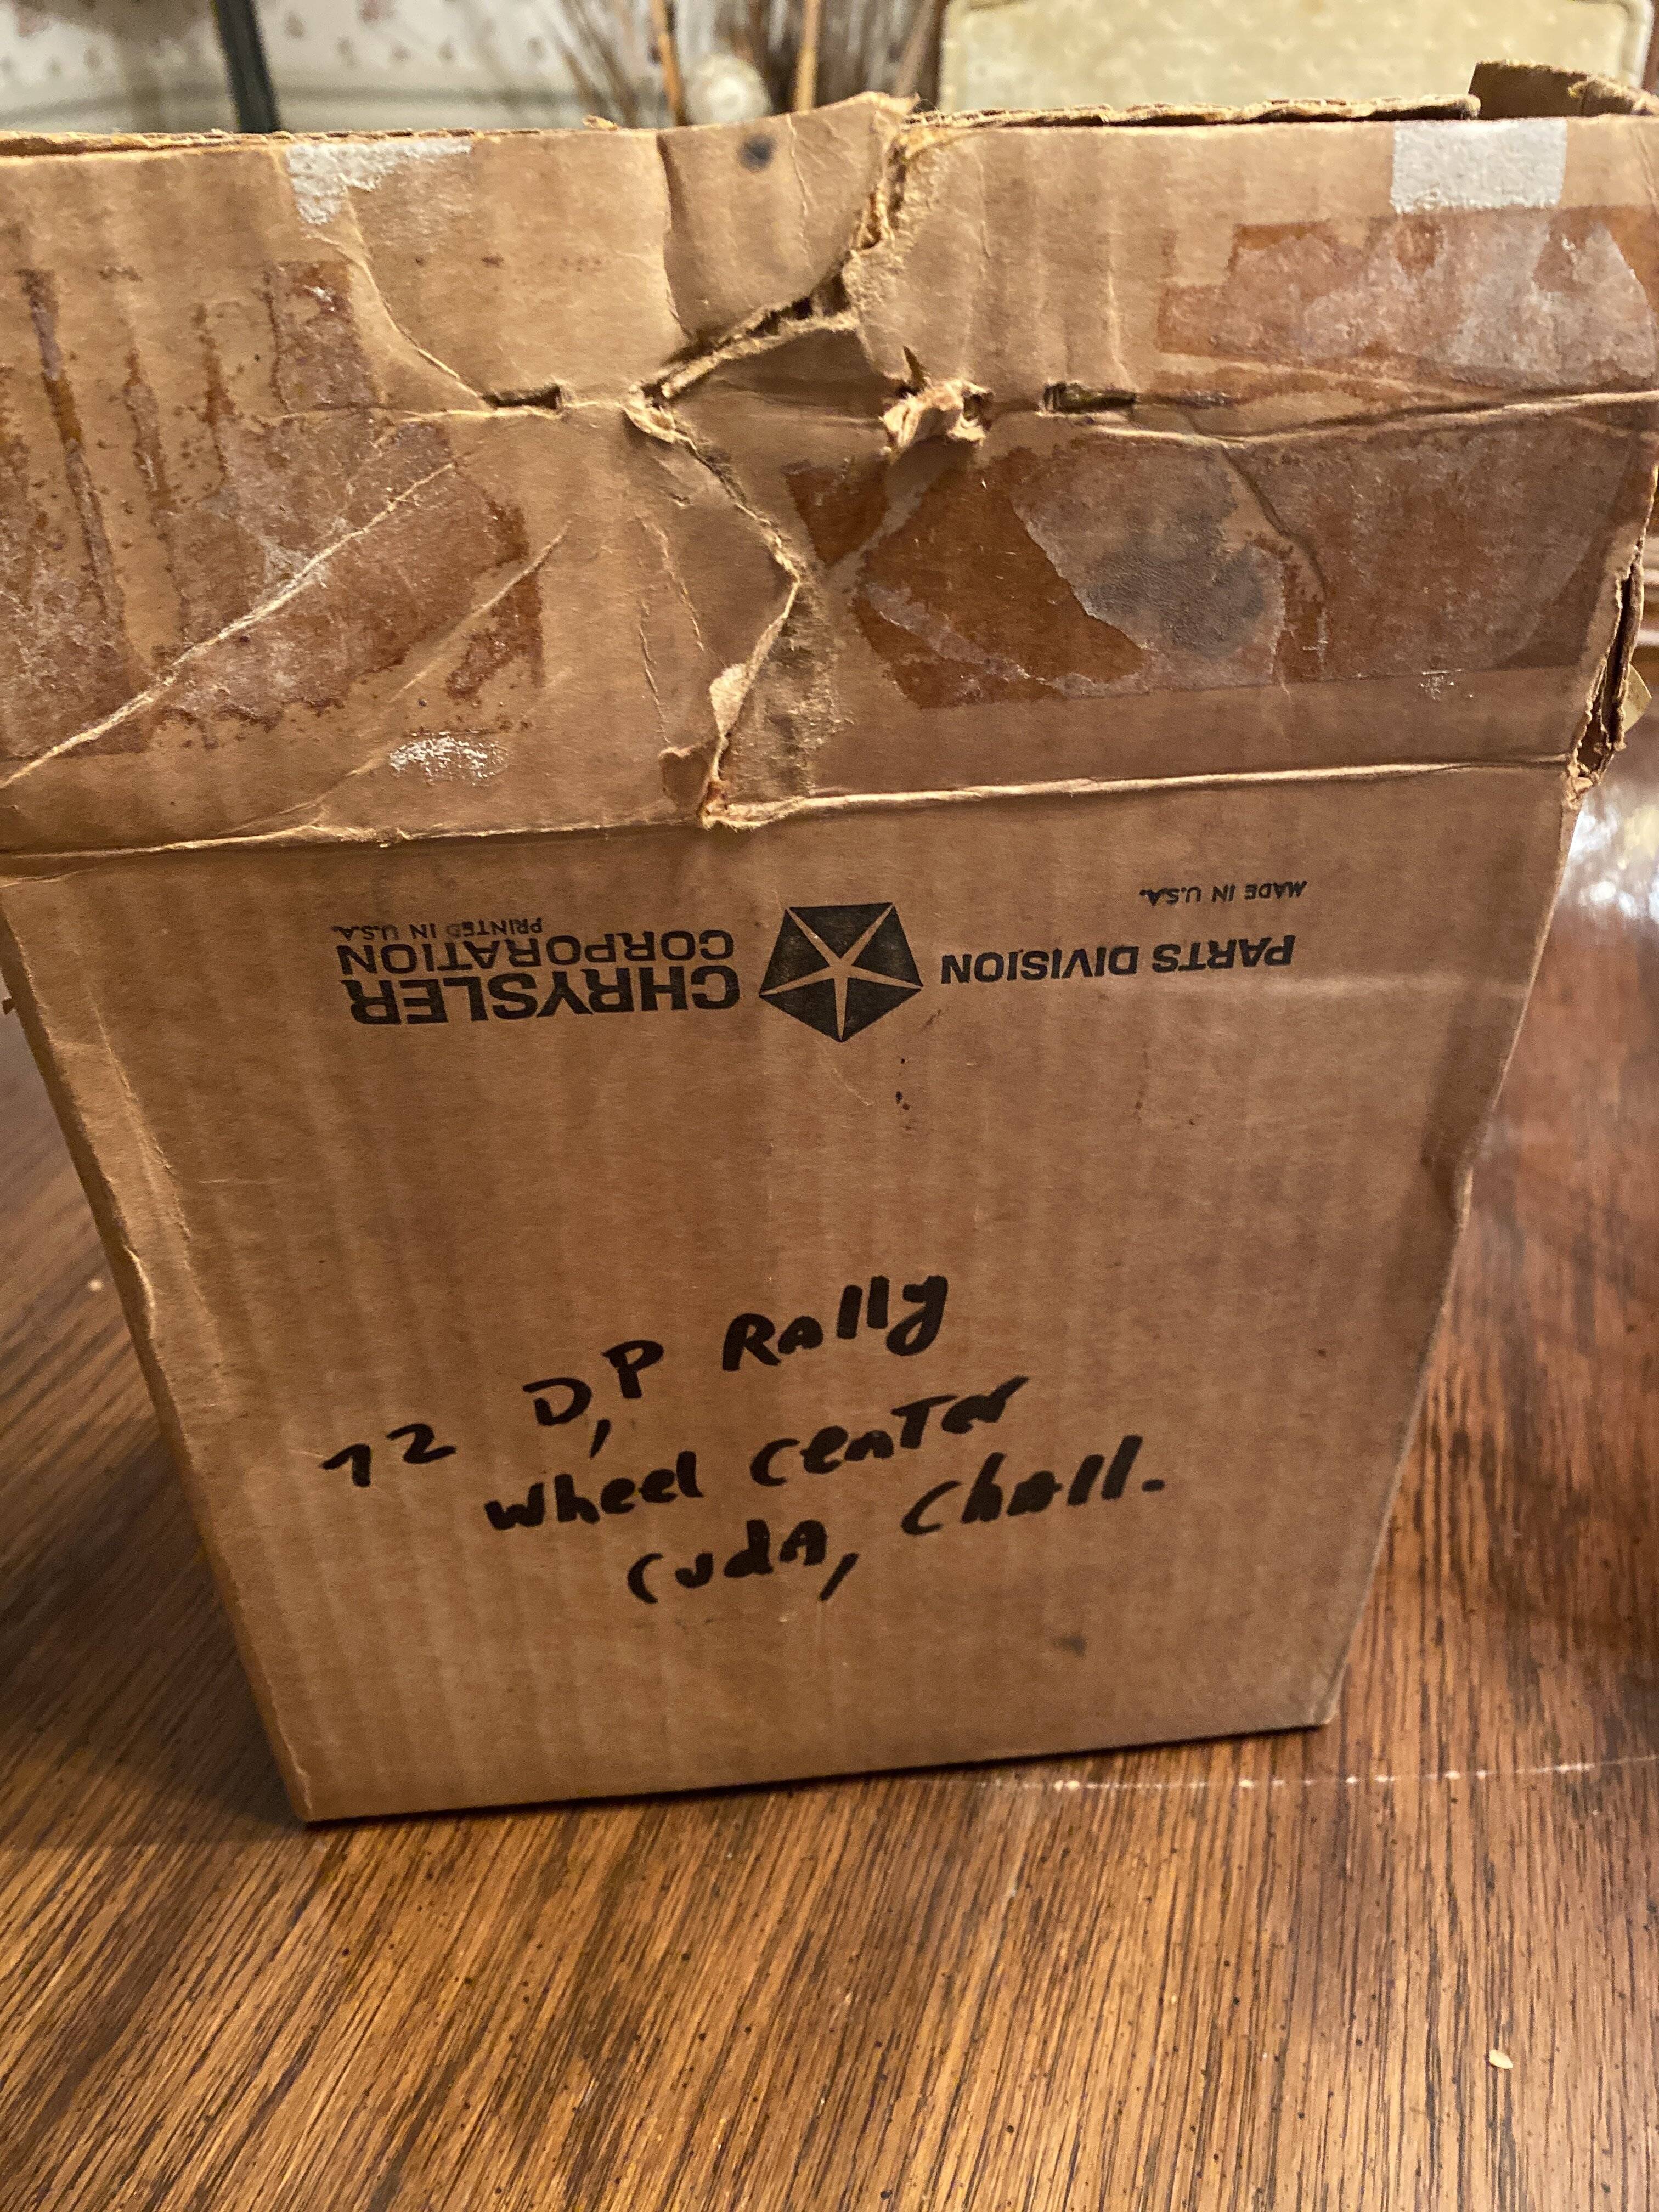 MADE IN U.S.A.
PARTS DIVISION
CHRYSLER
CORPORATION
PRINTED IN U.S.A.
72 D,P Rally
wheel center
cudA, chall.